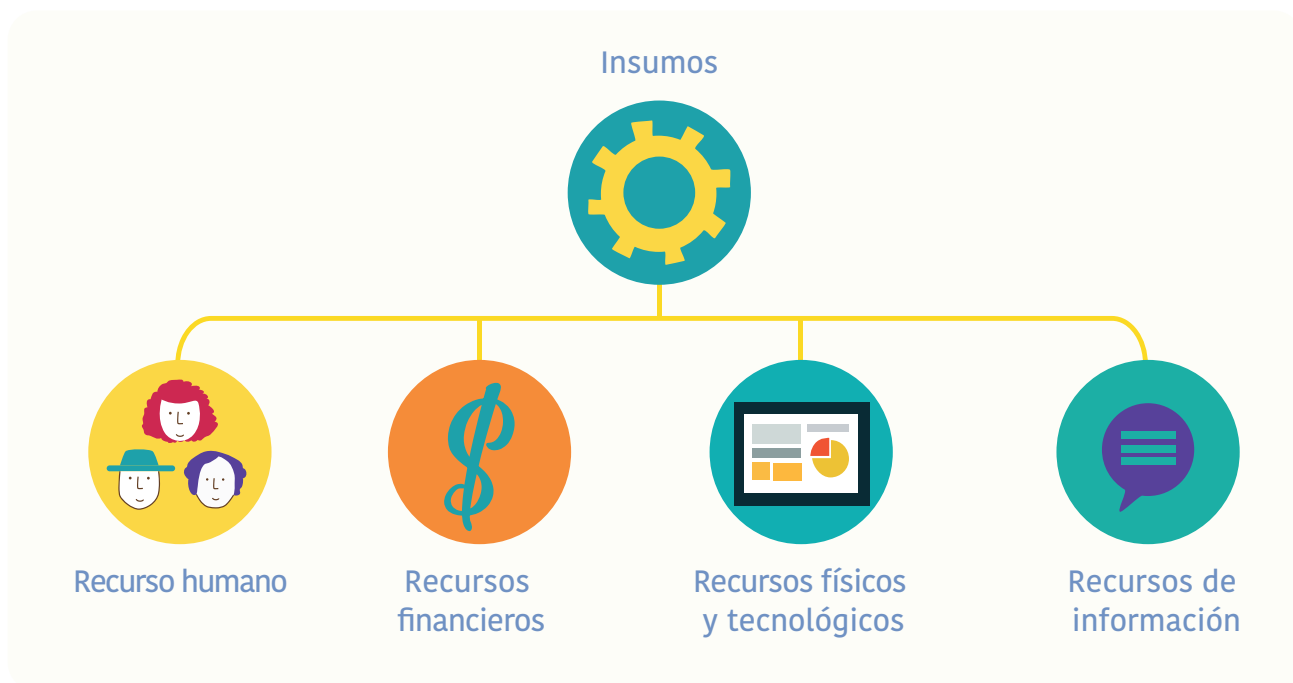 Insumos
Recurso humano
Recursos
financieros
Recursos físicos
y tecnológicos
Recursos de
información